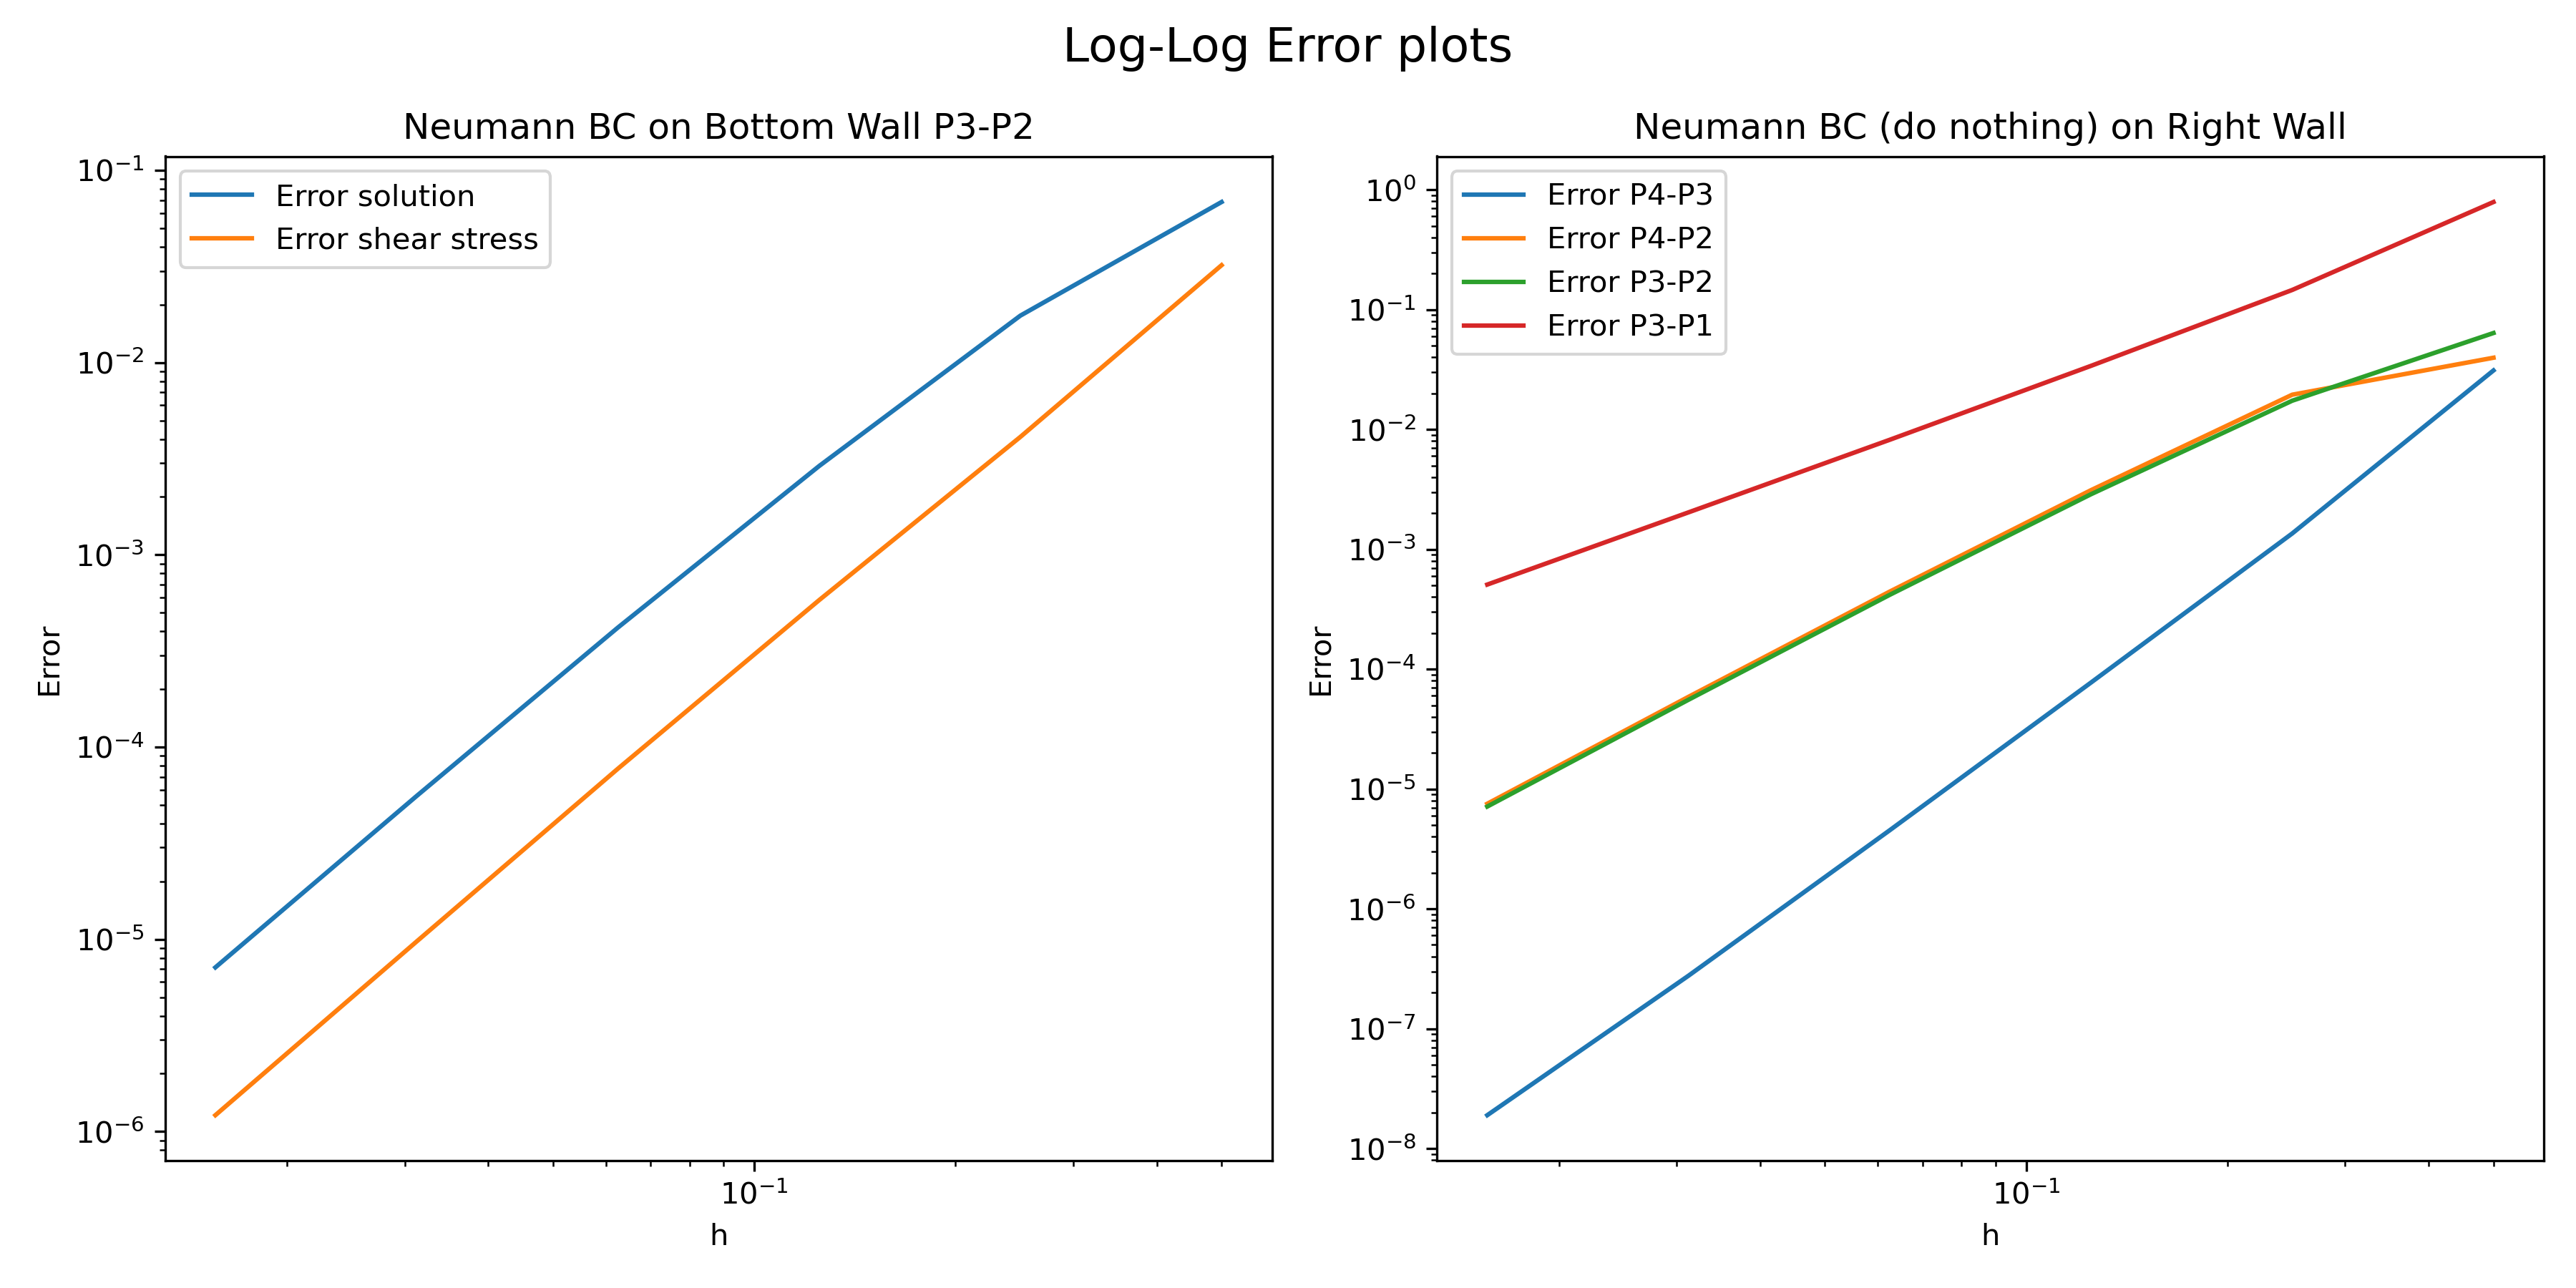 Log-Log Error plots
Neumann BC on Bottom Wall P3-P2
Error solution
Error shear stress
10⁻¹
10⁻²
10⁻³
10⁻⁴
10⁻⁵
10⁻⁶
Error
10⁻¹
h
Neumann BC (do nothing) on Right Wall
Error P4-P3
Error P4-P2
Error P3-P2
Error P3-P1
10⁰
10⁻¹
10⁻²
10⁻³
10⁻⁴
10⁻⁵
10⁻⁶
10⁻⁷
10⁻⁸
Error
10⁻¹
h